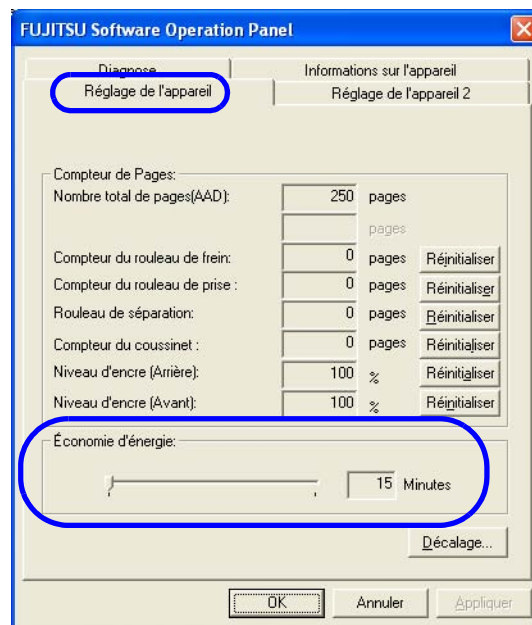 FUJITSU Software Operation Panel
Diagnose
Informations sur l'appareil
Réglage de l'appareil
Réglage de l'appareil 2
Compteur de Pages:
Nombre total de pages(AAD): 250 pages
pages
Compteur du rouleau de frein: 0 pages Réinitialiser
Compteur du rouleau de prise : 0 pages Réinitialiser
Rouleau de séparation: 0 pages Réinitialiser
Compteur du coussinet : 0 pages Réinitialiser
Niveau d'encre (Arrière): 100 % Réinitialiser
Niveau d'encre (Avant): 100 % Réinitialiser
Économie d'énergie:
15 Minutes
Décalage...
OK Annuler Appliquer